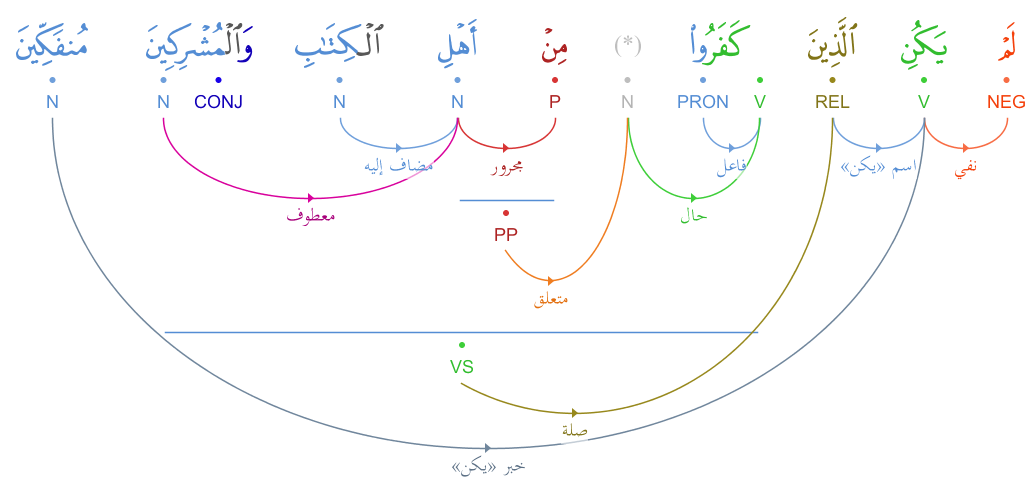 لَمْ يَكُنِ ٱلَّذِينَ كَفَرُوا۟ (*) مِنْ أَهْلِ ٱلْكِتَـٰبِ وَٱلْمُشْرِكِينَ مُنفَكِّينَ
NEG V REL V PRON N P N N CONJ N N
نفي اسم «يكن» فاعل مجرور مضاف إليه
حال معطوف
PP
متعلق
VS
صلة
خبر «يكن»